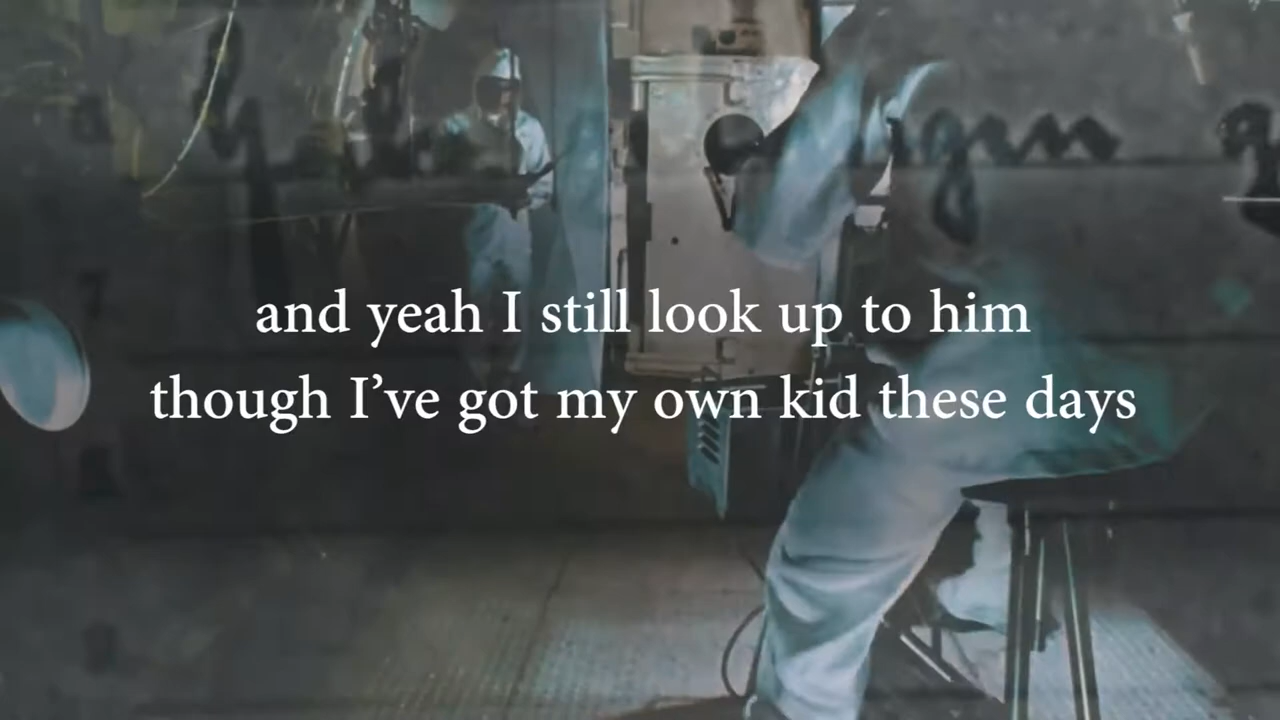 and yeah I still look up to him
though I’ve got my own kid these days